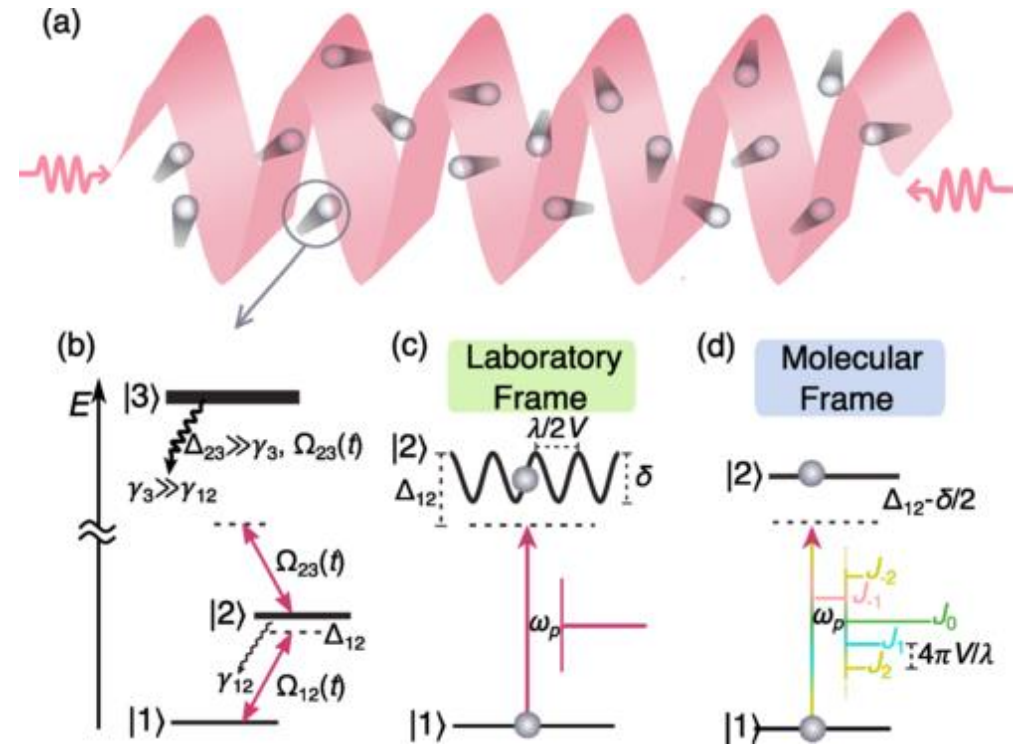 (a)
(b)
E
|3⟩
Δ₂₃≫γ₃, Ω₂₃(t)
γ₃≫γ₁₂
Ω₂₃(t)
|2⟩
Δ₁₂
γ₁₂
Ω₁₂(t)
|1⟩
(c)
Laboratory
Frame
λ/2V
|2⟩
Δ₁₂
δ
ωₚ
|1⟩
(d)
Molecular
Frame
|2⟩
Δ₁₂-δ/2
J₋₂
J₋₁
ωₚ
J₀
J₁
4πV/λ
J₂
|1⟩